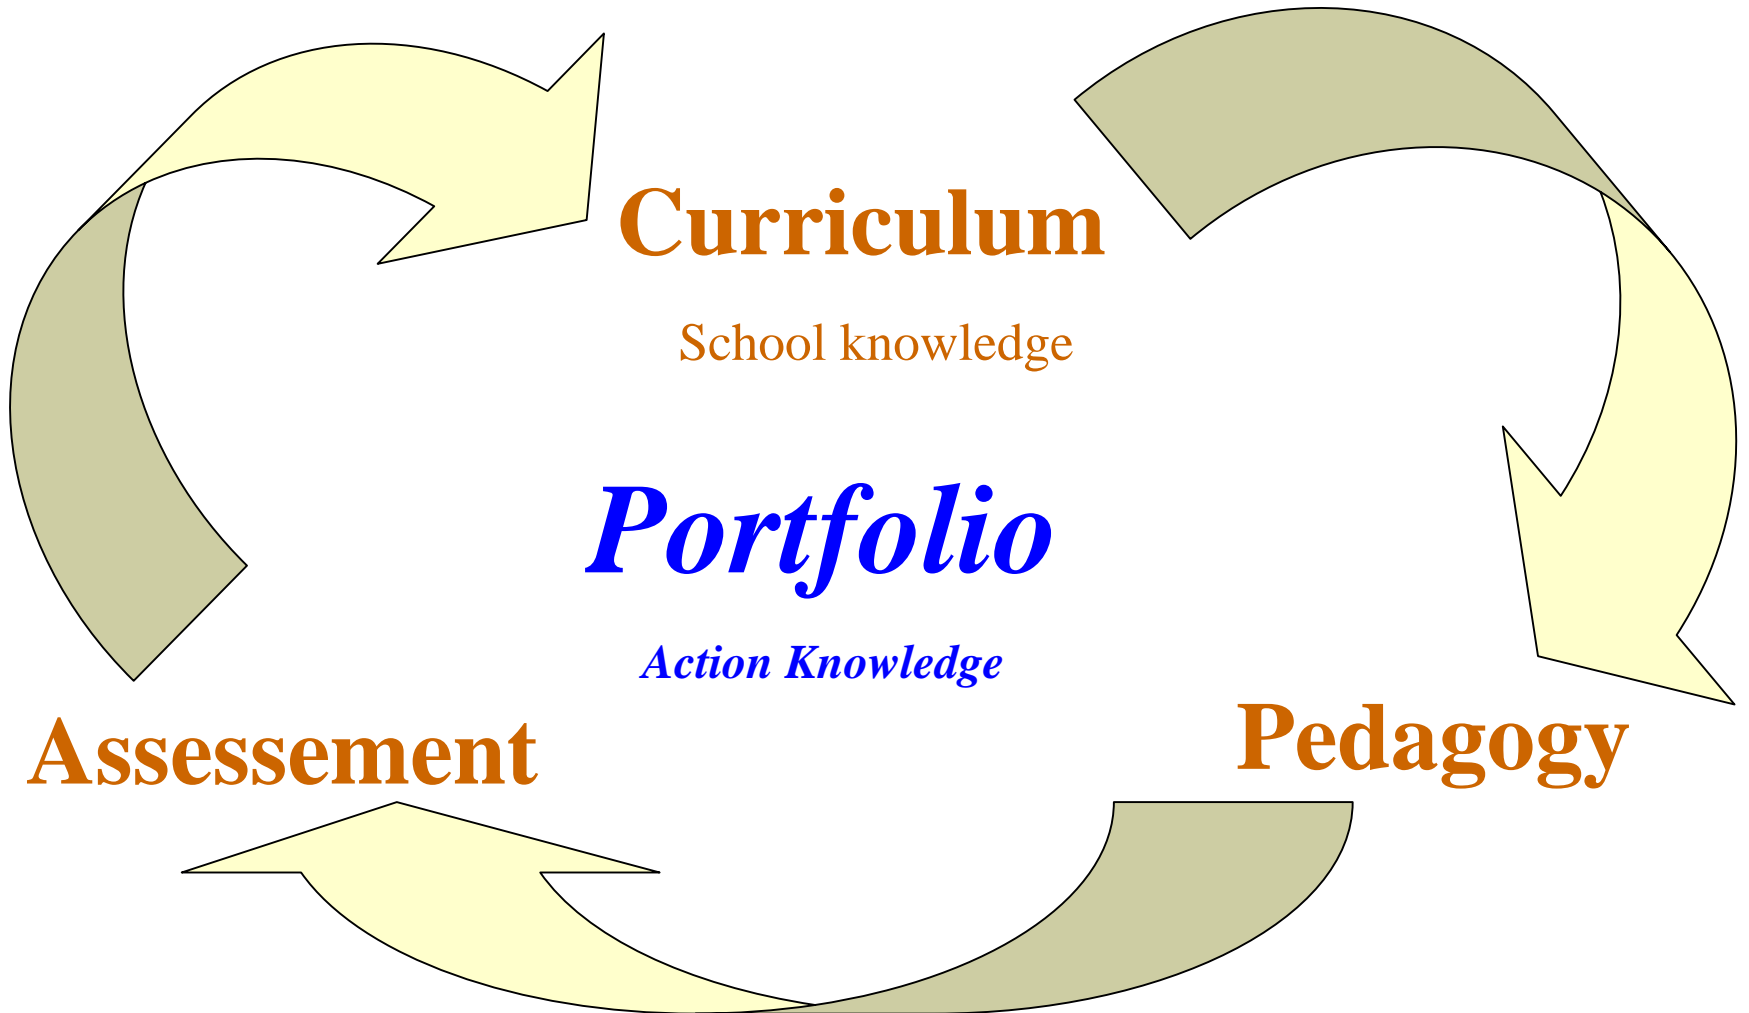 Curriculum
School knowledge
Portfolio
Action Knowledge
Assessement
Pedagogy